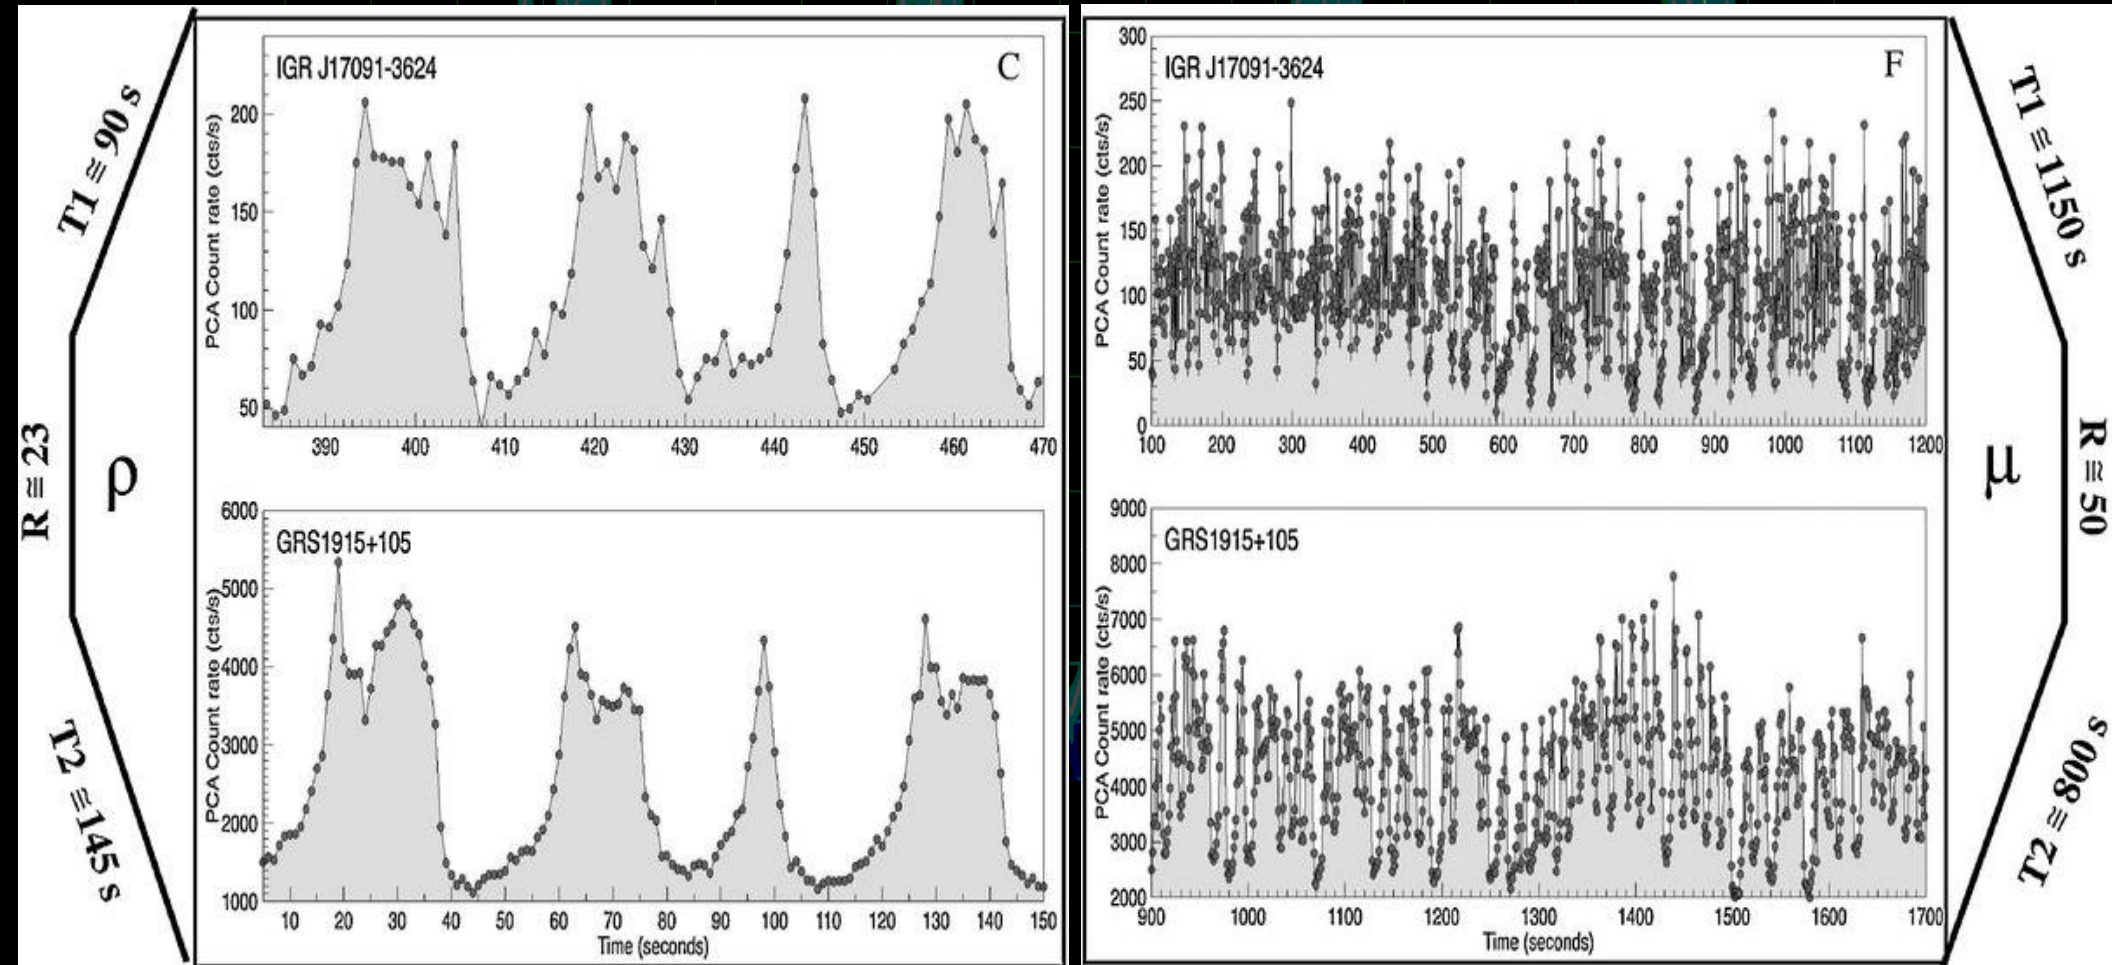 T1 ≅ 90 s
R ≅ 23
ρ
T2 ≅145 s
IGR J17091-3624
C
PCA Count rate (cts/s)
200
150
100
50
390 400 410 420 430 440 450 460 470
GRS1915+105
PCA Count rate (cts/s)
6000
5000
4000
3000
2000
1000
10 20 30 40 50 60 70 80 90 100 110 120 130 140 150
Time (seconds)
IGR J17091-3624
F
PCA Count rate (cts/s)
300
250
200
150
100
50
0
100 200 300 400 500 600 700 800 900 1000 1100 1200
GRS1915+105
PCA Count rate (cts/s)
9000
8000
7000
6000
5000
4000
3000
2000
900 1000 1100 1200 1300 1400 1500 1600 1700
Time (seconds)
T1 ≅ 1150 s
R ≅ 50
μ
T2 ≅ 800 s